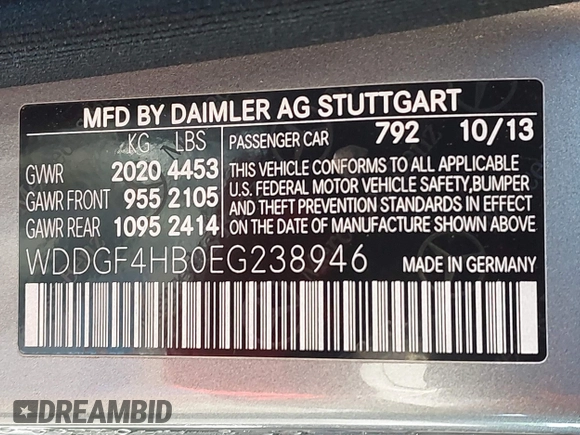 MFD BY DAIMLER AG STUTTGART
KG LBS PASSENGER CAR 792 10/13
GVWR 2020 4453
GAWR FRONT 955 2105
GAWR REAR 1095 2414
THIS VEHICLE CONFORMS TO ALL APPLICABLE
U.S. FEDERAL MOTOR VEHICLE SAFETY,BUMPER
AND THEFT PREVENTION STANDARDS IN EFFECT
ON THE DATE OF MANUFACTURE SHOWN ABOVE.
WDDGF4HB0EG238946 MADE IN GERMANY
DREAMBID